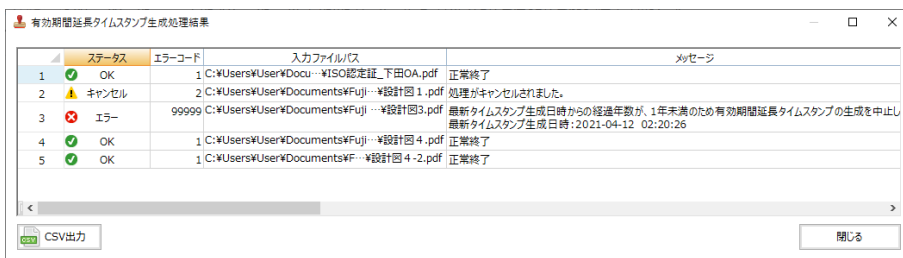 有効期間延長タイムスタンプ生成処理結果
ステータス エラーコード 入力ファイルパス メッセージ
1 OK 1 C:¥Users¥User¥Docu…¥ISO認定証_下田OA.pdf 正常終了
2 キャンセル 2 C:¥Users¥User¥Documents¥Fuji…¥設計図1.pdf 処理がキャンセルされました。
3 エラー 99999 C:¥Users¥User¥Documents¥Fuji …¥設計図3.pdf 最新タイムスタンプ生成日時からの経過年数が、1年未満のため有効期間延長タイムスタンプの生成を中止し
最新タイムスタンプ生成日時:2021-04-12 02:20:26
4 OK 1 C:¥Users¥User¥Documents¥Fuji…¥設計図4.pdf 正常終了
5 OK 1 C:¥Users¥User¥Documents¥F…¥設計図4-2.pdf 正常終了
CSV CSV出力 閉じる